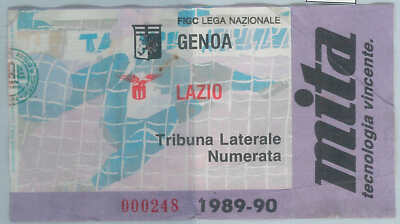 FIGC LEGA NAZIONALE
GENOA
LAZIO
Tribuna Laterale
Numerata
000248
1989-90
mita
tecnologia vincente.